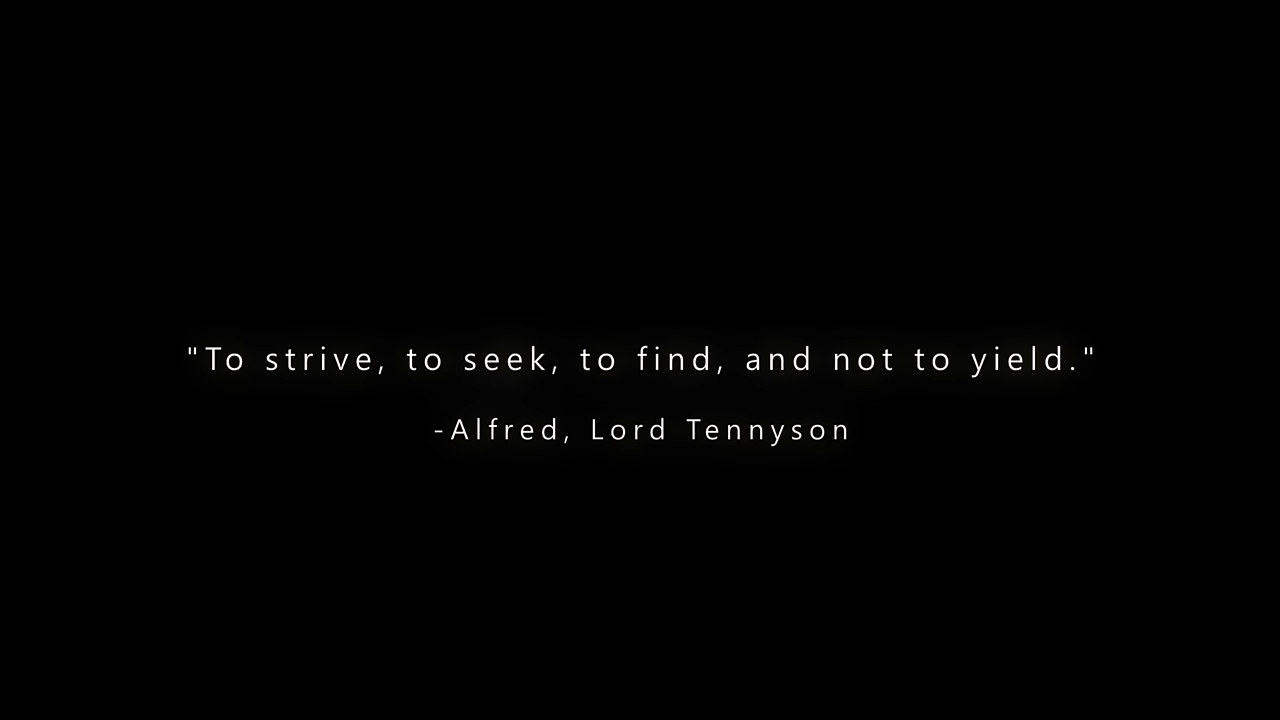 "To strive, to seek, to find, and not to yield."
-Alfred, Lord Tennyson